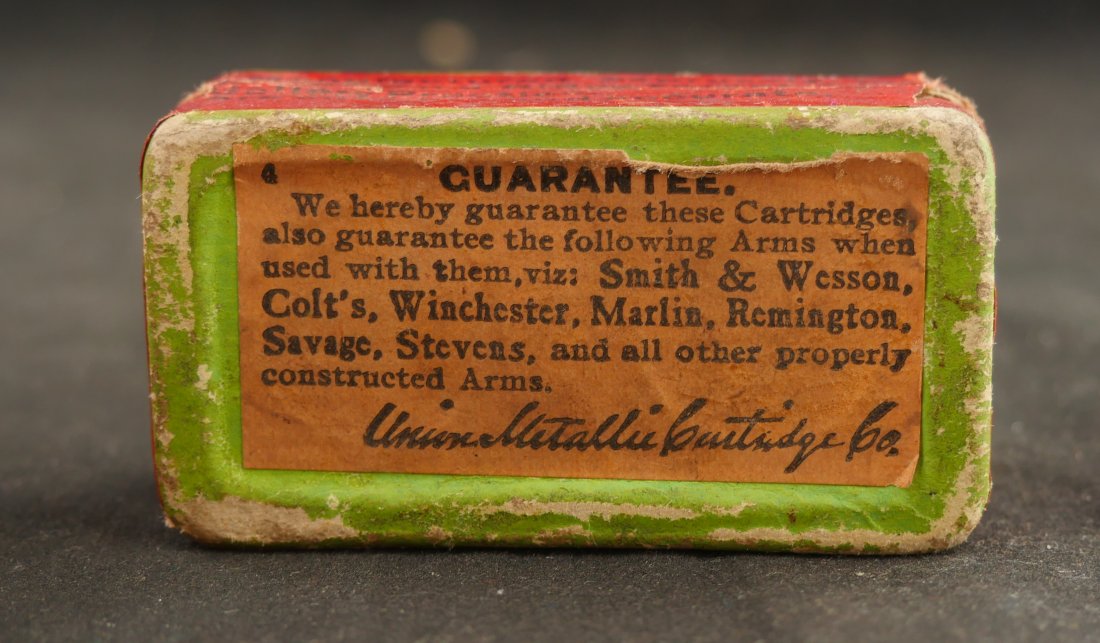 4 GUARANTEE.
We hereby guarantee these Cartridges,
also guarantee the following Arms when
used with them, viz: Smith & Wesson,
Colt's, Winchester, Marlin, Remington,
Savage, Stevens, and all other properly
constructed Arms.
Union Metallic Cartridge Co.